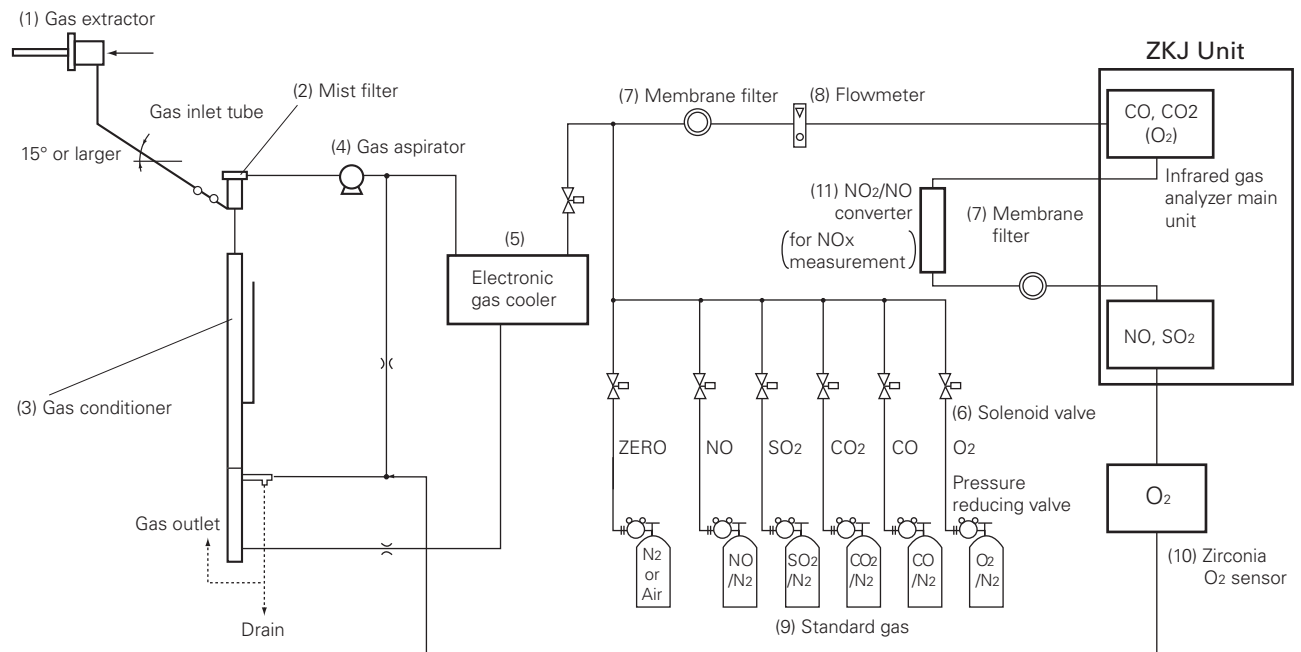 (1) Gas extractor
Gas inlet tube
15° or larger
(2) Mist filter
(4) Gas aspirator
(3) Gas conditioner
(5)
Electronic
gas cooler
Gas outlet
Drain
(7) Membrane filter
(8) Flowmeter
ZKJ Unit
CO, CO2
(O2)
Infrared gas
analyzer main
unit
(11) NO2/NO
converter
(for NOx
measurement)
(7) Membrane
filter
NO, SO2
(6) Solenoid valve
ZERO
NO
SO2
CO2
CO
O2
Pressure
reducing valve
N2
or
Air
NO
/N2
SO2
/N2
CO2
/N2
CO
/N2
O2
/N2
(9) Standard gas
O2
(10) Zirconia
O2 sensor